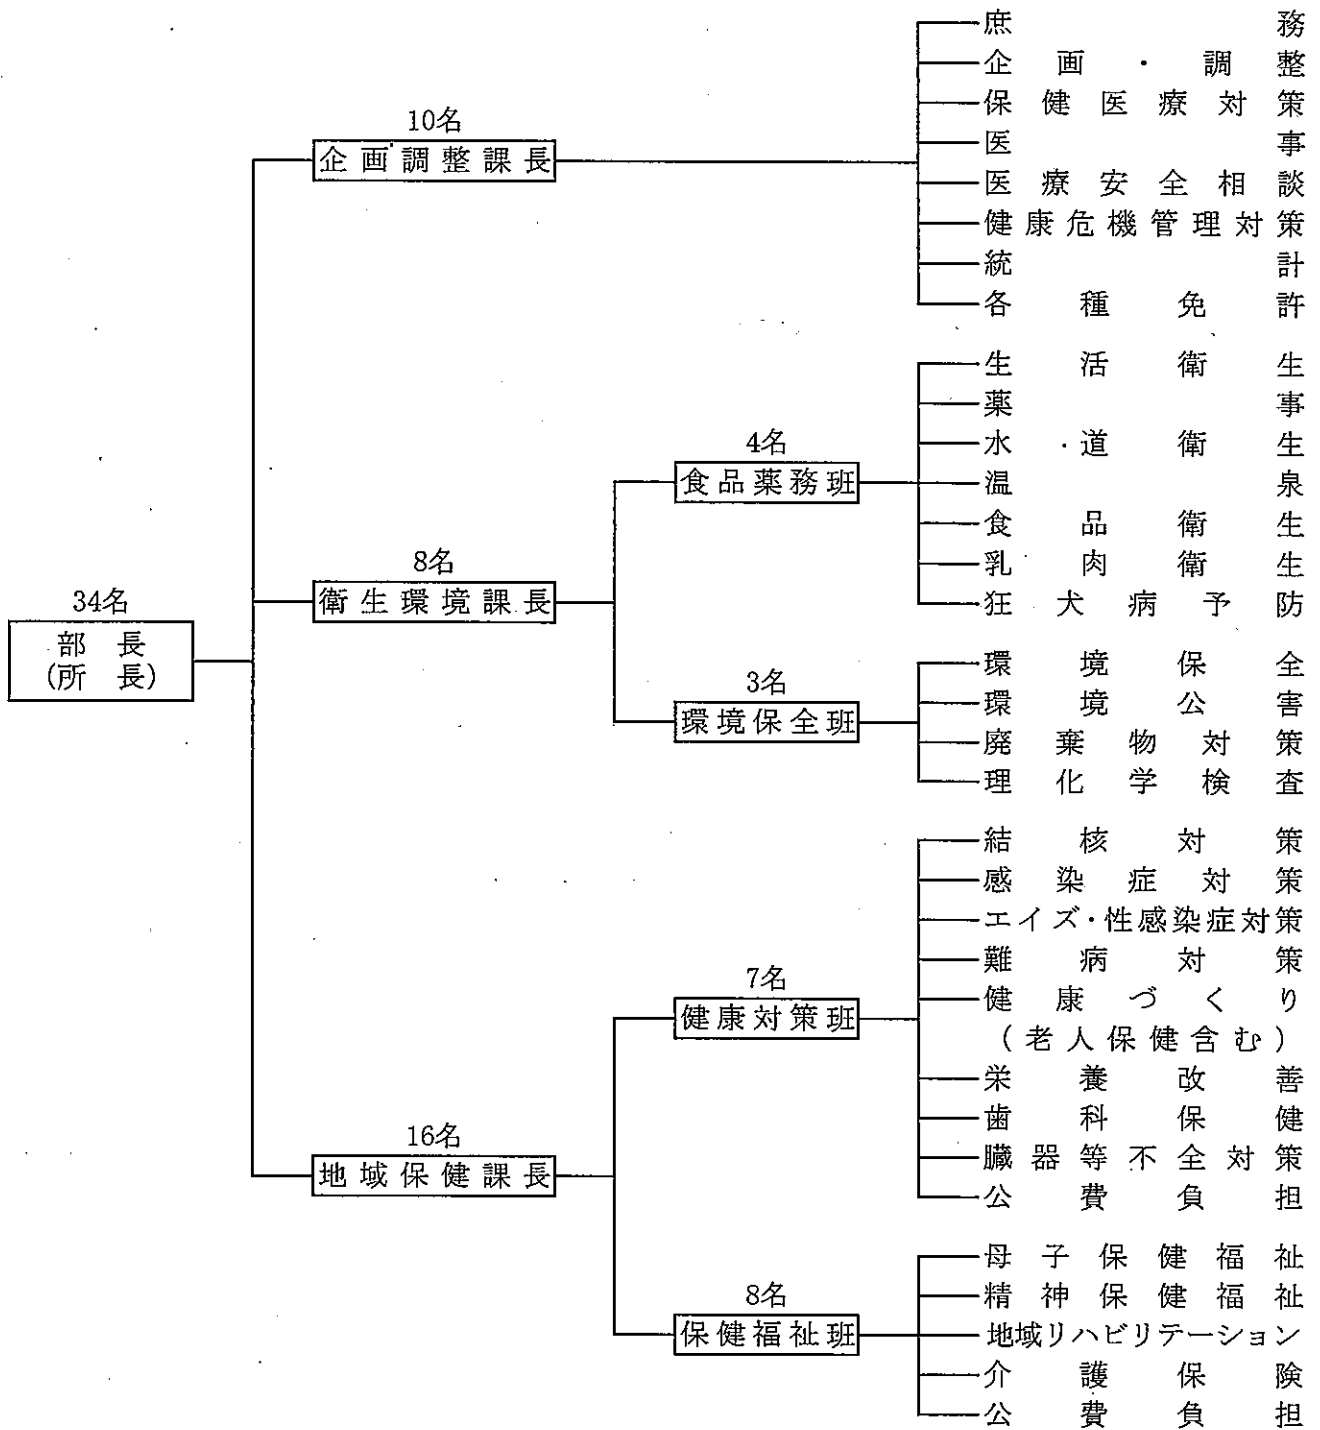 34名
部長
(所長)
10名
企画調整課長
庶務
企画・調整
保健医療対策
医事
医療安全相談
健康危機管理対策
統計
各種免許
8名
衛生環境課長
4名
食品薬務班
生活衛生
薬事
水道衛生
温泉
食品衛生
乳肉衛生
狂犬病予防
3名
環境保全班
環境保全
環境公害
廃棄物対策
理化学検査
16名
地域保健課長
7名
健康対策班
結核対策
感染症対策
エイズ・性感染症対策
難病対策
健康づくり
(老人保健含む)
栄養改善
歯科保健
臓器等不全対策
公費負担
8名
保健福祉班
母子保健福祉
精神保健福祉
地域リハビリテーション
介護保険
公費負担